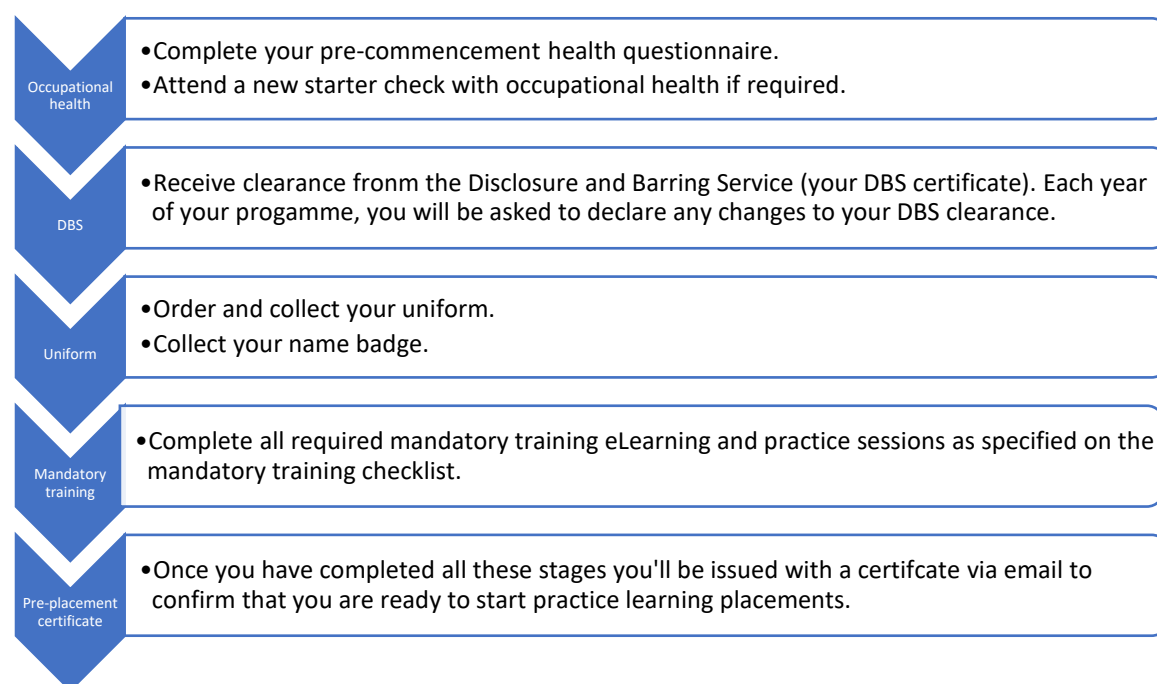 Occupational
health
•Complete your pre-commencement health questionnaire.
•Attend a new starter check with occupational health if required.
DBS
•Receive clearance fronm the Disclosure and Barring Service (your DBS certificate). Each year
of your progamme, you will be asked to declare any changes to your DBS clearance.
Uniform
•Order and collect your uniform.
•Collect your name badge.
Mandatory
training
•Complete all required mandatory training eLearning and practice sessions as specified on the
mandatory training checklist.
Pre-placement
certificate
•Once you have completed all these stages you'll be issued with a certifcate via email to
confirm that you are ready to start practice learning placements.